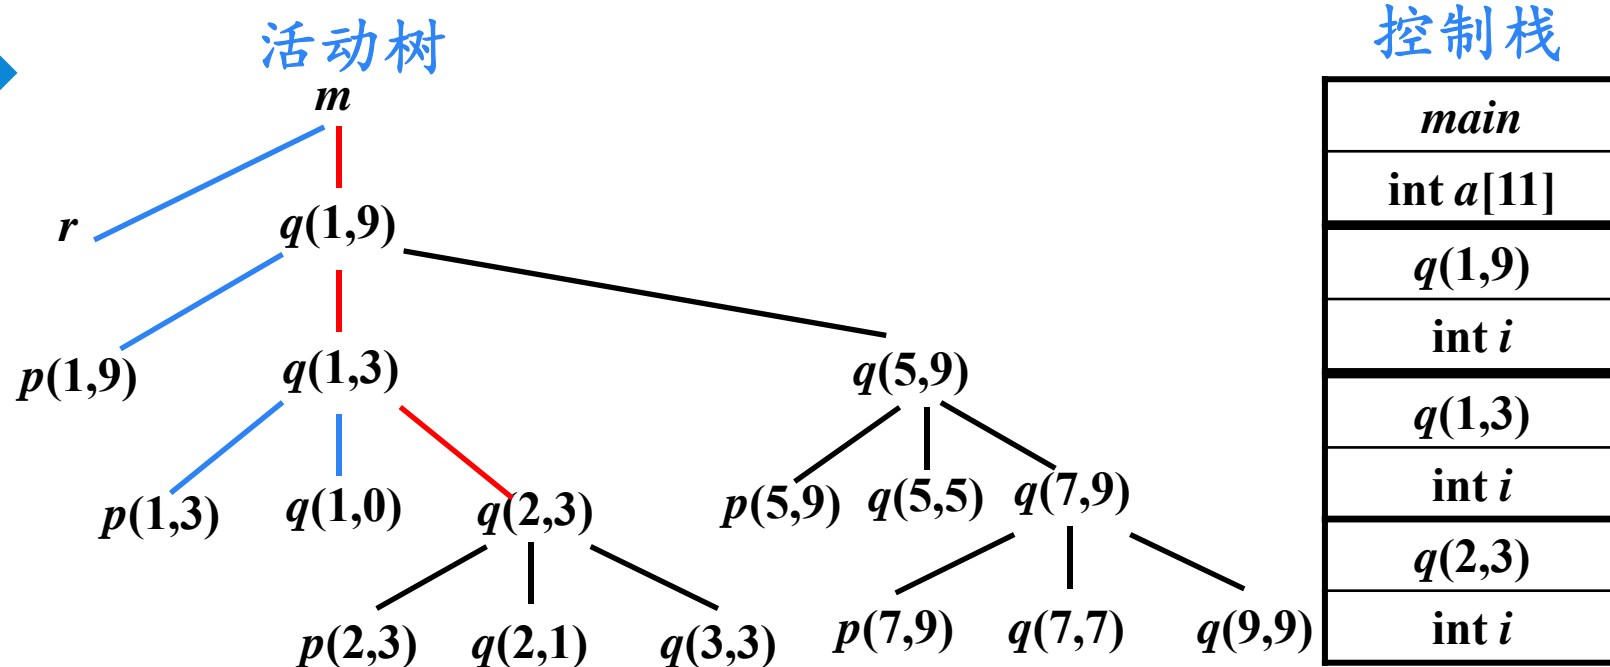 活动树
控制栈
m
main
int a[11]
r
q(1,9)
q(1,9)
int i
p(1,9)
q(1,3)
q(5,9)
q(1,3)
int i
p(1,3)
q(1,0)
q(2,3)
p(5,9)
q(5,5)
q(7,9)
q(2,3)
int i
p(2,3)
q(2,1)
q(3,3)
p(7,9)
q(7,7)
q(9,9)